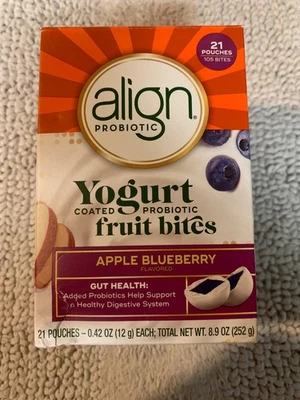 21
POUCHES
105 BITES
align
PROBIOTIC
Yogurt
COATED PROBIOTIC
fruit bites
APPLE BLUEBERRY
FLAVORED
GUT HEALTH:
Added Probiotics Help Support
a Healthy Digestive System
21 POUCHES – 0.42 OZ (12 g) EACH; TOTAL NET WT. 8.9 OZ (252 g)